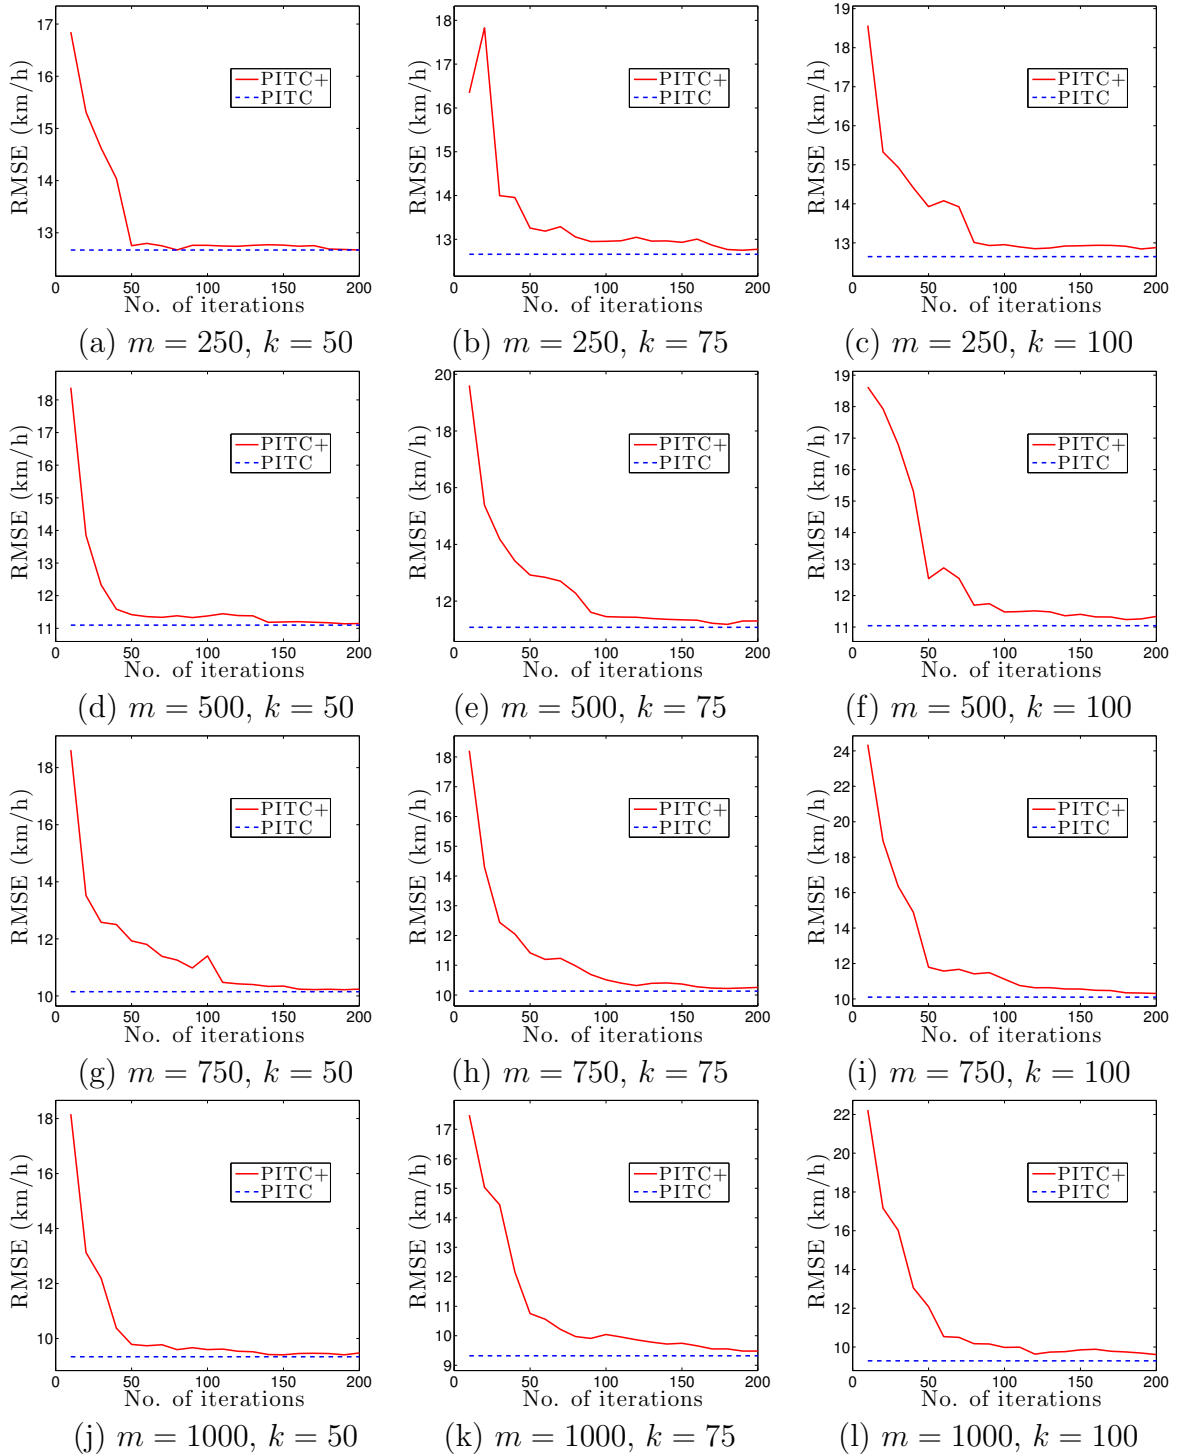 17
16
15
14
13
RMSE (km/h)
PITC+
PITC
0 50 100 150 200
No. of iterations
(a) m = 250, k = 50
18
17
16
15
14
13
RMSE (km/h)
PITC+
PITC
0 50 100 150 200
No. of iterations
(b) m = 250, k = 75
19
18
17
16
15
14
13
RMSE (km/h)
PITC+
PITC
0 50 100 150 200
No. of iterations
(c) m = 250, k = 100
18
17
16
15
14
13
12
11
RMSE (km/h)
PITC+
PITC
0 50 100 150 200
No. of iterations
(d) m = 500, k = 50
20
18
16
14
12
RMSE (km/h)
PITC+
PITC
0 50 100 150 200
No. of iterations
(e) m = 500, k = 75
19
18
17
16
15
14
13
12
11
RMSE (km/h)
PITC+
PITC
0 50 100 150 200
No. of iterations
(f) m = 500, k = 100
18
16
14
12
10
RMSE (km/h)
PITC+
PITC
0 50 100 150 200
No. of iterations
(g) m = 750, k = 50
18
17
16
15
14
13
12
11
10
RMSE (km/h)
PITC+
PITC
0 50 100 150 200
No. of iterations
(h) m = 750, k = 75
24
22
20
18
16
14
12
10
RMSE (km/h)
PITC+
PITC
0 50 100 150 200
No. of iterations
(i) m = 750, k = 100
18
16
14
12
10
RMSE (km/h)
PITC+
PITC
0 50 100 150 200
No. of iterations
(j) m = 1000, k = 50
17
16
15
14
13
12
11
10
9
RMSE (km/h)
PITC+
PITC
0 50 100 150 200
No. of iterations
(k) m = 1000, k = 75
22
20
18
16
14
12
10
RMSE (km/h)
PITC+
PITC
0 50 100 150 200
No. of iterations
(l) m = 1000, k = 100